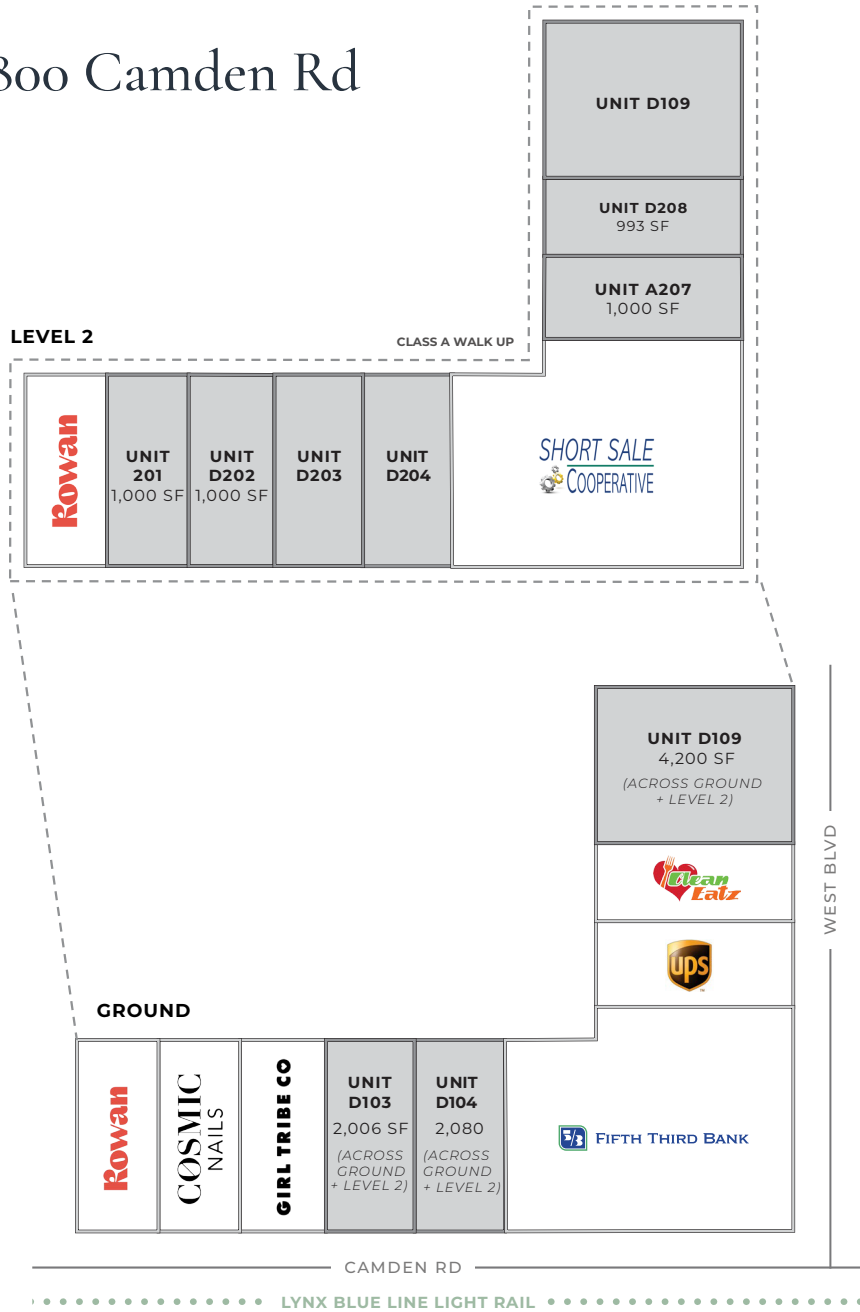 800 Camden Rd
UNIT D109
UNIT D208
993 SF
UNIT A207
1,000 SF
LEVEL 2
CLASS A WALK UP
Rowan
UNIT
201
1,000 SF
UNIT
D202
1,000 SF
UNIT
D203
UNIT
D204
SHORT SALE
COOPERATIVE
UNIT D109
4,200 SF
(ACROSS GROUND
+ LEVEL 2)
Clean
Eatz
ups
WEST BLVD
GROUND
Rowan
COSMIC
NAILS
GIRL TRIBE CO
UNIT
D103
2,006 SF
(ACROSS
GROUND
+ LEVEL 2)
UNIT
D104
2,080
(ACROSS
GROUND
+ LEVEL 2)
5/3 FIFTH THIRD BANK
CAMDEN RD
LYNX BLUE LINE LIGHT RAIL